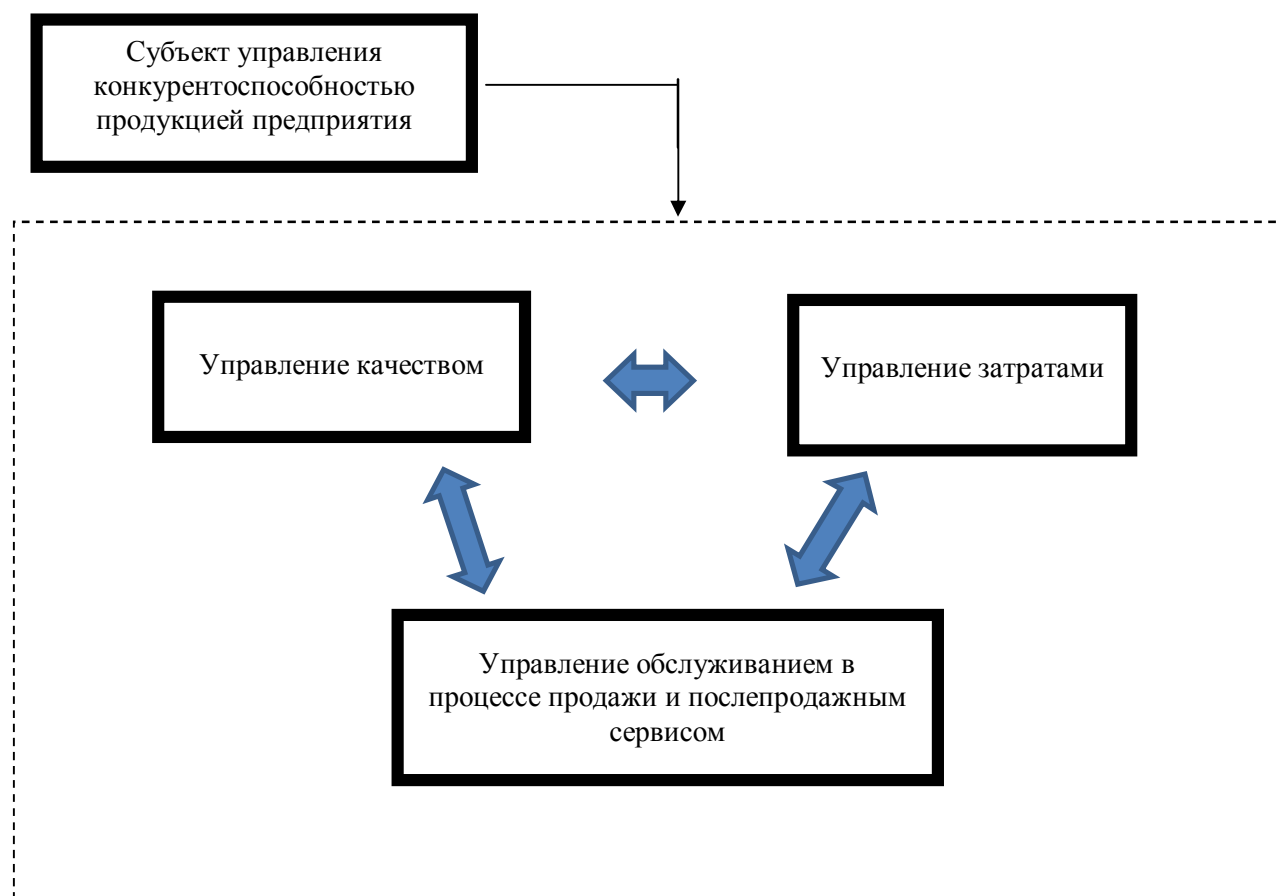 Субъект управления
конкурентоспособностью
продукцией предприятия
Управление качеством
Управление затратами
Управление обслуживанием в
процессе продажи и послепродажным
сервисом